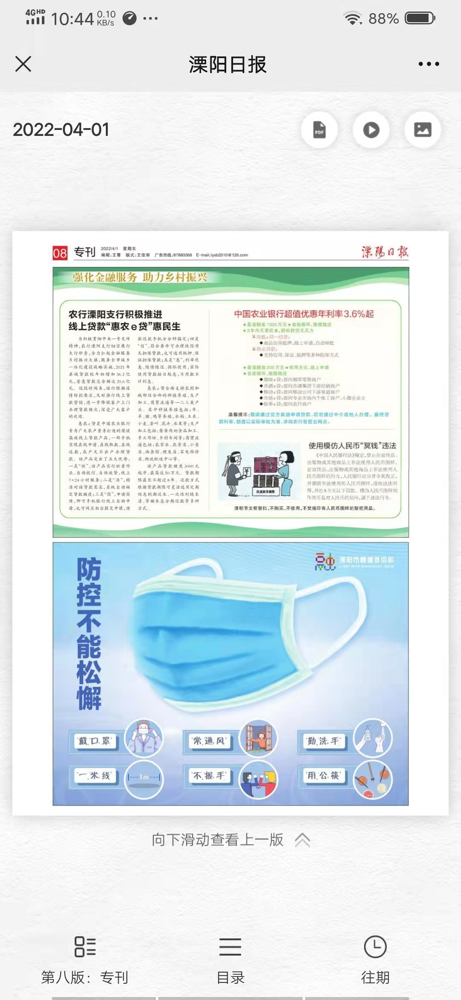 4G HD
10:44
0.10
KB/s
88%
溧阳日报
2022-04-01
PDF
08
专刊
2022/4/1 星期五
编辑:王菁 版式:王佳丽 广告热线:87880268 E-mail:lysb2010@126.com
溧陽日報
强化金融服务 助力乡村振兴
农行溧阳支行积极推进
线上贷款“惠农e贷”惠民生
为积极贯彻中央一号文件
精神,农行溧阳支行切实履行
大行职责,全力扛起金融服务
乡村振兴大旗,服务全市城乡
一体化建设战略实施,2021年
县域贷款较年初增加36.2亿
元,普惠贷款总余额达20.6亿
元。近段时间来,该行根据疫
情防控要求,及时推行线上贷
款营销,进一步降低客户上门
办理贷款频次,深受广大客户
的欢迎。
惠农e贷是中国农业银行
专为广大农户量身打造的便捷
高效线上贷款产品,一部手机
实现在线申请、在线取款、在线
还款,农户足不出户办理贷
款。该产品突出了五大优势:
一是“快”,该产品实行批量作
业、自动授信、自动放贷,线上
7×24小时服务;二是“准”,精
准对接贷款需求,系统自动核
定贷款额度;三是“简”,申请简
便,即可手机银行线上自助申
请,也可网点柜台提交申请,借
款还款手机分分钟搞定;四是
“信”,符合条件可办理纯信用
无担保贷款,也可选用抵押、保
证担保贷款;五是“惠”,利率优
惠、随借随还、循环使用,实际
使用贷款按日起息,不用款不
计利息。
惠农e贷全面支持农村和
城郊结合部的种植养殖、生产
加工、商贸流通等一二三类产
业。其中种植养殖包括:牛、
羊、猪、鸡等养殖,水稻、玉米、
小麦、茶叶、花卉、水果等;生产
加工包括:禽蛋肉奶食品加工、
手工作坊、乡村车间等;商贸流
通包括:农家乐、农资店、小卖
店、面条馆、理发店、家电维修
店、物流配送中心等。
该产品贷款额度3000元
起步,最高达50万元。贷款期
限最长不超过8年。还款方式
根据贷款期限可灵活选用定期
结息到期还本、一次性利随本
清、等额本息分期还款等多种
方式。
中国农业银行超值优惠年利率3.6%起
★最高额度1000万元★自助循环,随借随还
★3年内无需还本,轻松转贷无压力
¥房抵e贷—经营:
◆商品住房抵押,线上申请,自动审批
¥助业贷款:
◆支持信用、保证、抵押等多种担保方式
★最高额度200万元★信用方式,线上申请
★自助循环,随借随还
◆烟商e贷:面向烟草零售商户
◆苏酒e贷:面向苏酒集团下游经销商户
◆移动e贷:面向移动公司下游渠道商户
◆市场e贷:面向专业市场内个体工商户、小微企业主
◆收单e贷:面向农行商户
温馨提示:敬请通过官方渠道申请贷款,切勿通过中介或他人办理。最终贷
款利率、额度以实际审批为准,详询农行各营业网点。
使用模仿人民币“冥钱”违法
《中国人民银行法》规定,禁止在宣传品、
出版物或其他商品上非法使用人民币图样,
在宣传品、出版物或其他商品上非法使用人
民币图样的行为,人民银行应当责令其改正,
并销毁非法使用的人民币图样,没收违法所
得,并处5万元以下罚款。模仿人民币图样制
作冥币是对人民币的玷污,属于违法行为。
¥
100
仿真冥币销售
清明节文明祭扫,不购买、不使用、不焚烧印有人民币图样的祭祀用品。
防控不能松懈
融
溧阳市融媒体中心
LIYANG MEDIA CONVERGENCE CENTER
戴口罩
常通风
勤洗手
一米线
1m
不握手
用公筷
向下滑动查看上一版
第八版：专刊
目录
往期